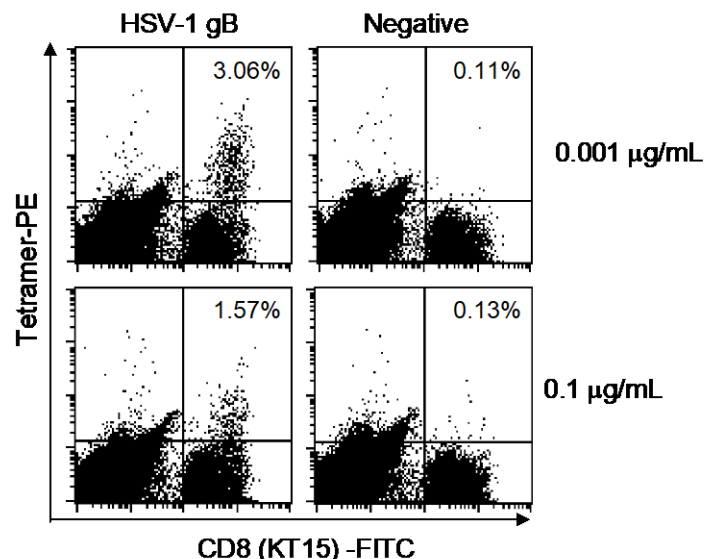 HSV-1 gB
Negative
3.06%
0.11%
0.001 μg/mL
Tetramer-PE
1.57%
0.13%
0.1 μg/mL
CD8 (KT15) -FITC